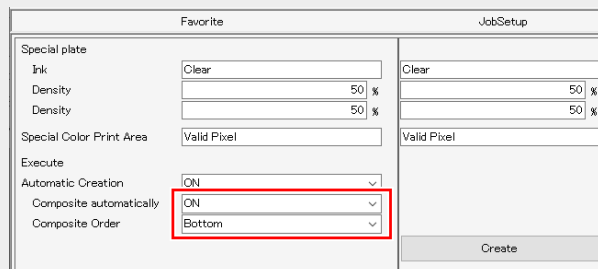 Favorite JobSetup
Special plate
Ink Clear Clear
Density 50 % 50 %
Density 50 % 50 %
Special Color Print Area Valid Pixel Valid Pixel
Execute
Automatic Creation ON
Composite automatically ON
Composite Order Bottom
Create